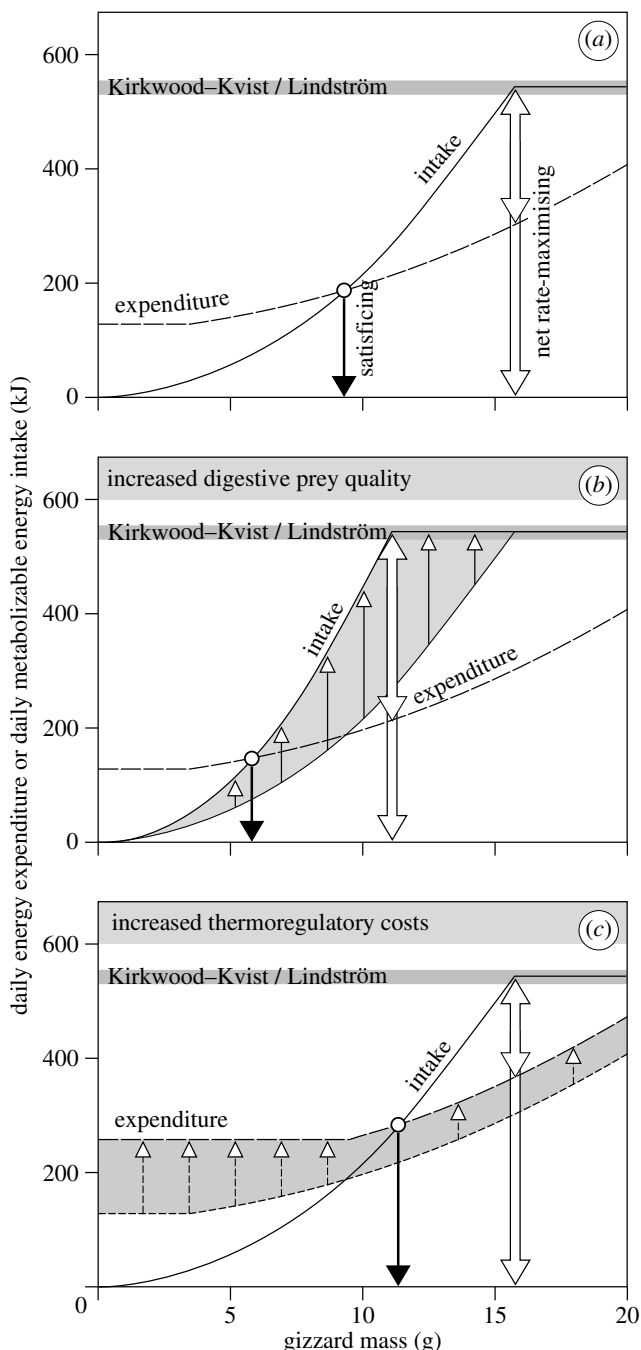 daily energy expenditure or daily metabolizable energy intake (kJ)
(a)
600
Kirkwood–Kvist / Lindström
intake
400
net rate-maximising
expenditure
200
satisficing
0
increased digestive prey quality
(b)
600
Kirkwood–Kvist / Lindström
intake
400
expenditure
200
0
increased thermoregulatory costs
(c)
600
Kirkwood–Kvist / Lindström
intake
400
expenditure
200
0
0 5 10 15 20
gizzard mass (g)